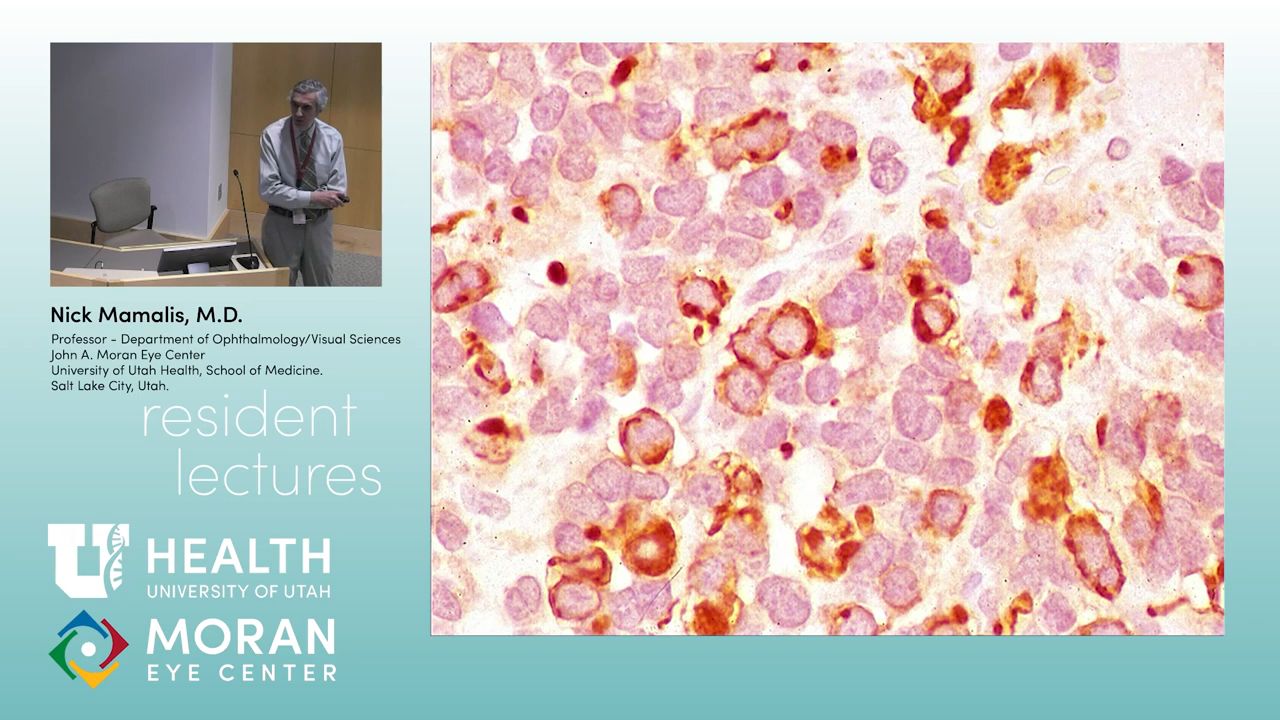 Nick Mamalis, M.D.
Professor - Department of Ophthalmology/Visual Sciences
John A. Moran Eye Center
University of Utah Health, School of Medicine.
Salt Lake City, Utah.
resident
lectures
U HEALTH
UNIVERSITY OF UTAH
MORAN
EYE CENTER